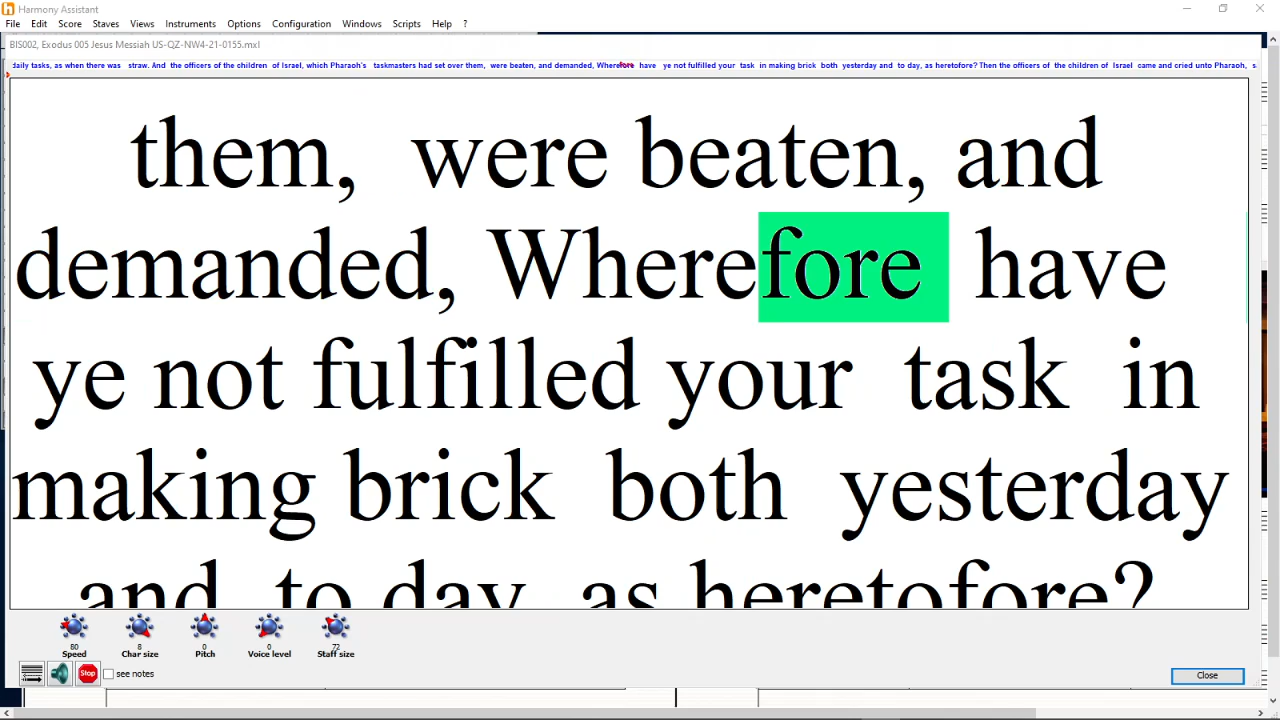 Harmony Assistant
File Edit Score Staves Views Instruments Options Configuration Windows Scripts Help ?
BIS002, Exodus 005 Jesus Messiah US-QZ-NW4-21-0155.mxl
daily tasks, as when there was straw. And the officers of the children of Israel, which Pharaoh's taskmasters had set over them, were beaten, and demanded, Wherefore have ye not fulfilled your task in making brick both yesterday and to day, as heretofore? Then the officers of the children of Israel came and cried unto Pharaoh, s
them, were beaten, and
demanded, Wherefore have
ye not fulfilled your task in
making brick both yesterday
and to day, as heretofore?
80 8 0 0 72
Speed Char size Pitch Voice level Staff size
Stop see notes Close